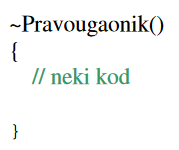 ~Pravougaonik()
{
// neki kod
}